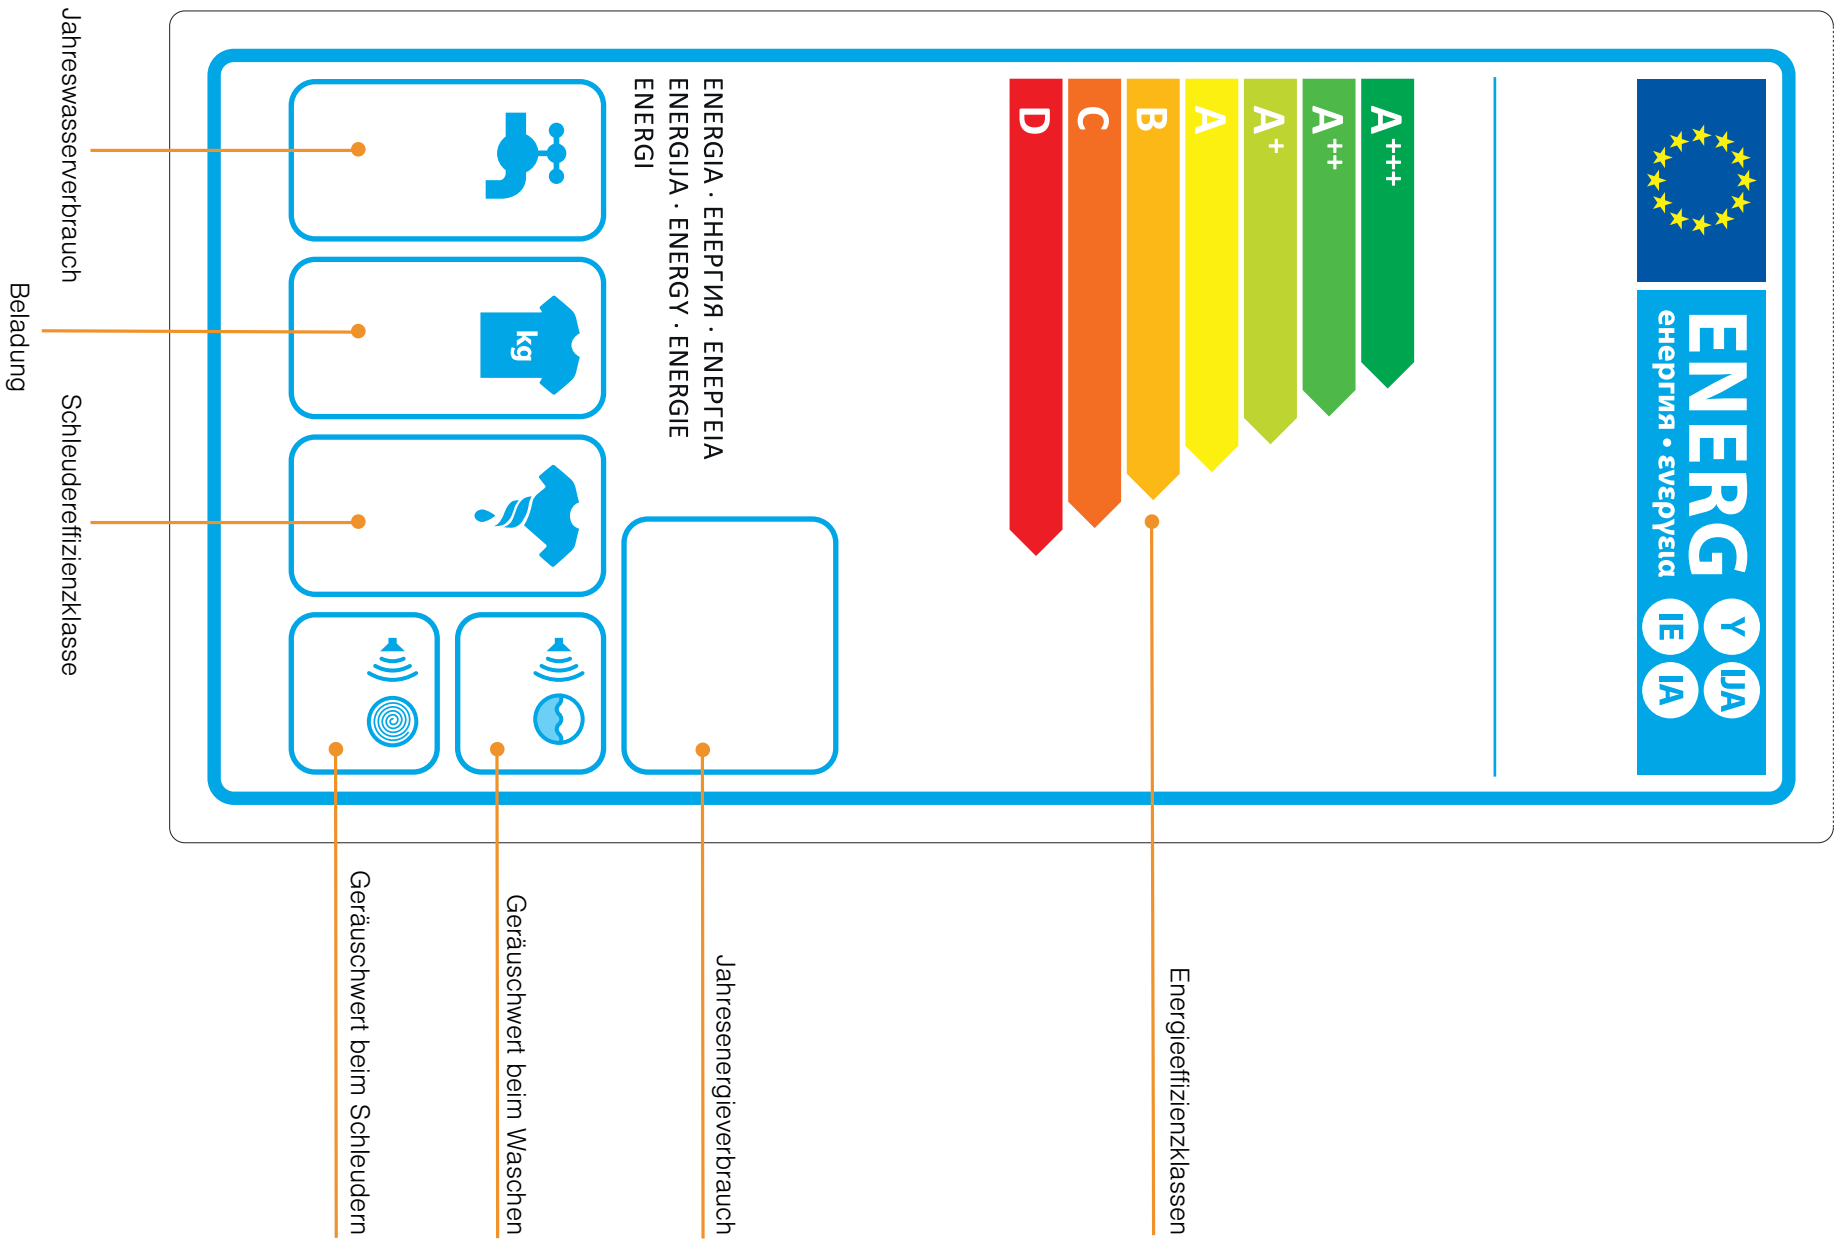 ENERG
енергия · ενεργεια
Y
IJA
IE
IA
A+++
A++
A+
A
B
C
D
Energieeffizienzklassen
ENERGIA · ЕНЕРГИЯ · ΕΝΕΡΓΕΙΑ
ENERGIJA · ENERGY · ENERGIE
ENERGI
Jahresenergieverbrauch
kg
Geräuschwert beim Waschen
Geräuschwert beim Schleudern
Jahreswasserverbrauch
Beladung
Schleudereffizienzklasse